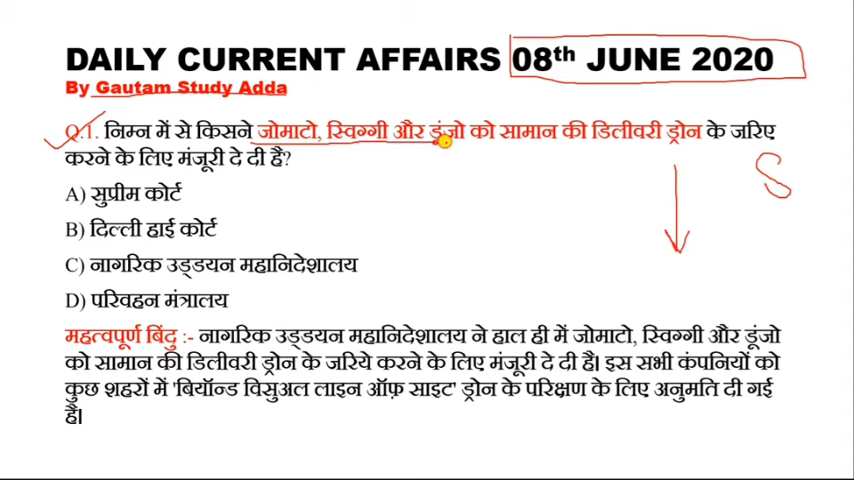 DAILY CURRENT AFFAIRS 08th JUNE 2020
By Gautam Study Adda
Q.1. निम्न में से किसने जोमाटो, स्विग्गी और डूंजो को सामान की डिलीवरी ड्रोन के जरिए
करने के लिए मंजूरी दे दी है?
A) सुप्रीम कोर्ट
B) दिल्ली हाई कोर्ट
C) नागरिक उड्डयन महानिदेशालय
D) परिवहन मंत्रालय
महत्वपूर्ण बिंदु :- नागरिक उड्डयन महानिदेशालय ने हाल ही में जोमाटो, स्विग्गी और डूंजो
को सामान की डिलीवरी ड्रोन के जरिये करने के लिए मंजूरी दे दी है। इस सभी कंपनियों को
कुछ शहरों में 'बियॉन्ड विसुअल लाइन ऑफ़ साइट' ड्रोन के परिक्षण के लिए अनुमति दी गई
है।